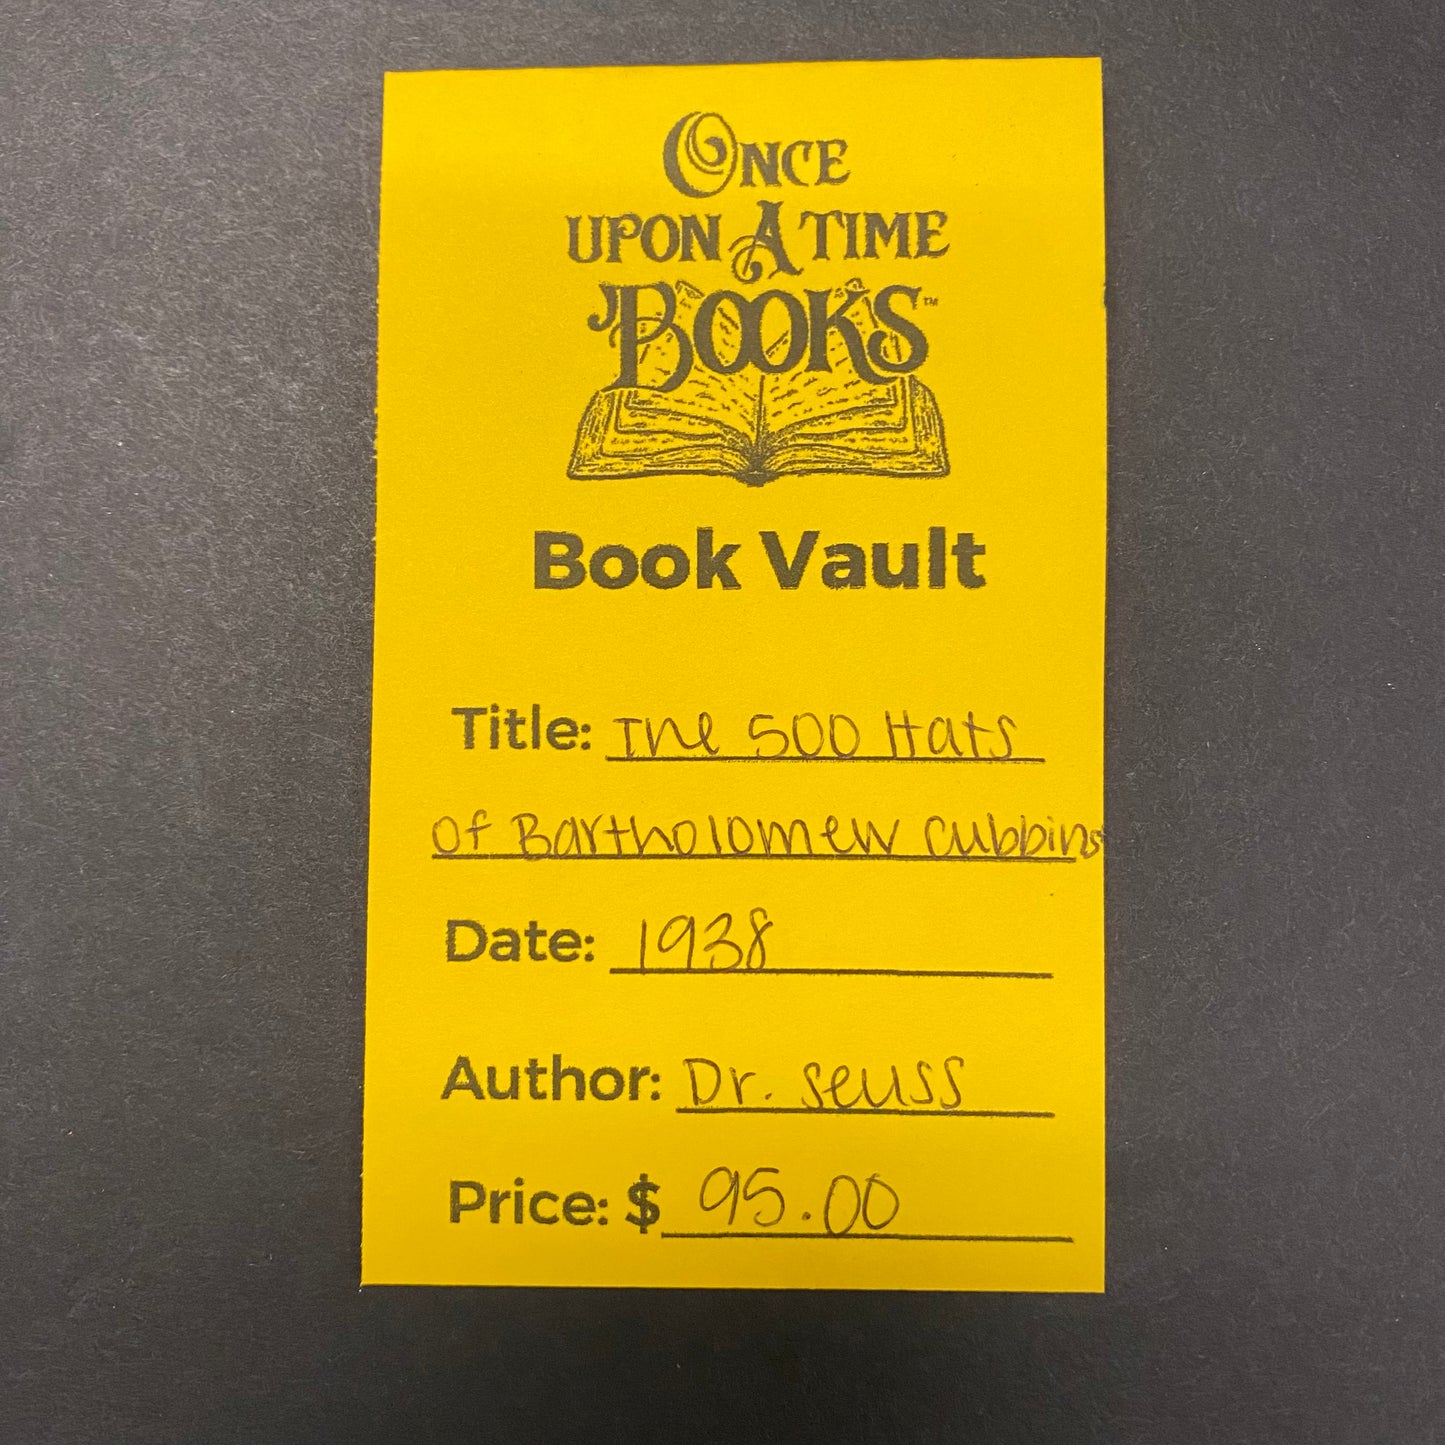 ONCE
UPON A TIME
BOOKS™
Book Vault
Title: The 500 Hats
of Bartholomew Cubbins
Date: 1938
Author: Dr. Seuss
Price: $ 95.00